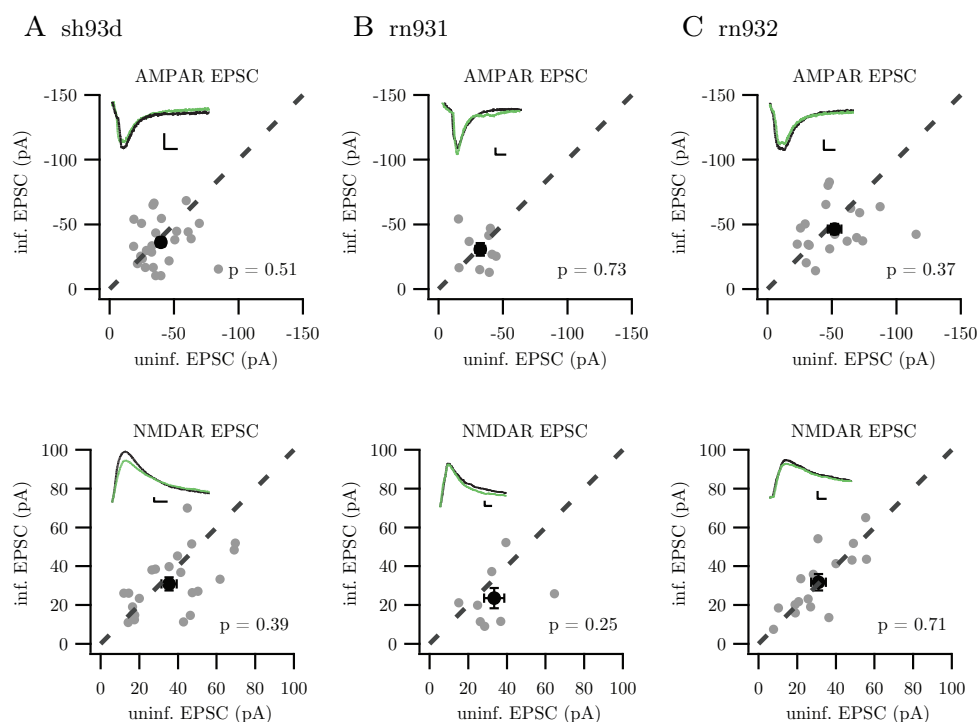 A sh93d
B rn931
C rn932
AMPAR EPSC
AMPAR EPSC
AMPAR EPSC
-150
-100
-50
0
inf. EPSC (pA)
p = 0.51
0 -50 -100 -150
uninf. EPSC (pA)
-150
-100
-50
0
inf. EPSC (pA)
p = 0.73
0 -50 -100 -150
uninf. EPSC (pA)
-150
-100
-50
0
inf. EPSC (pA)
p = 0.37
0 -50 -100 -150
uninf. EPSC (pA)
NMDAR EPSC
NMDAR EPSC
NMDAR EPSC
100
80
60
40
20
0
inf. EPSC (pA)
p = 0.39
0 20 40 60 80 100
uninf. EPSC (pA)
100
80
60
40
20
0
inf. EPSC (pA)
p = 0.25
0 20 40 60 80 100
uninf. EPSC (pA)
100
80
60
40
20
0
inf. EPSC (pA)
p = 0.71
0 20 40 60 80 100
uninf. EPSC (pA)